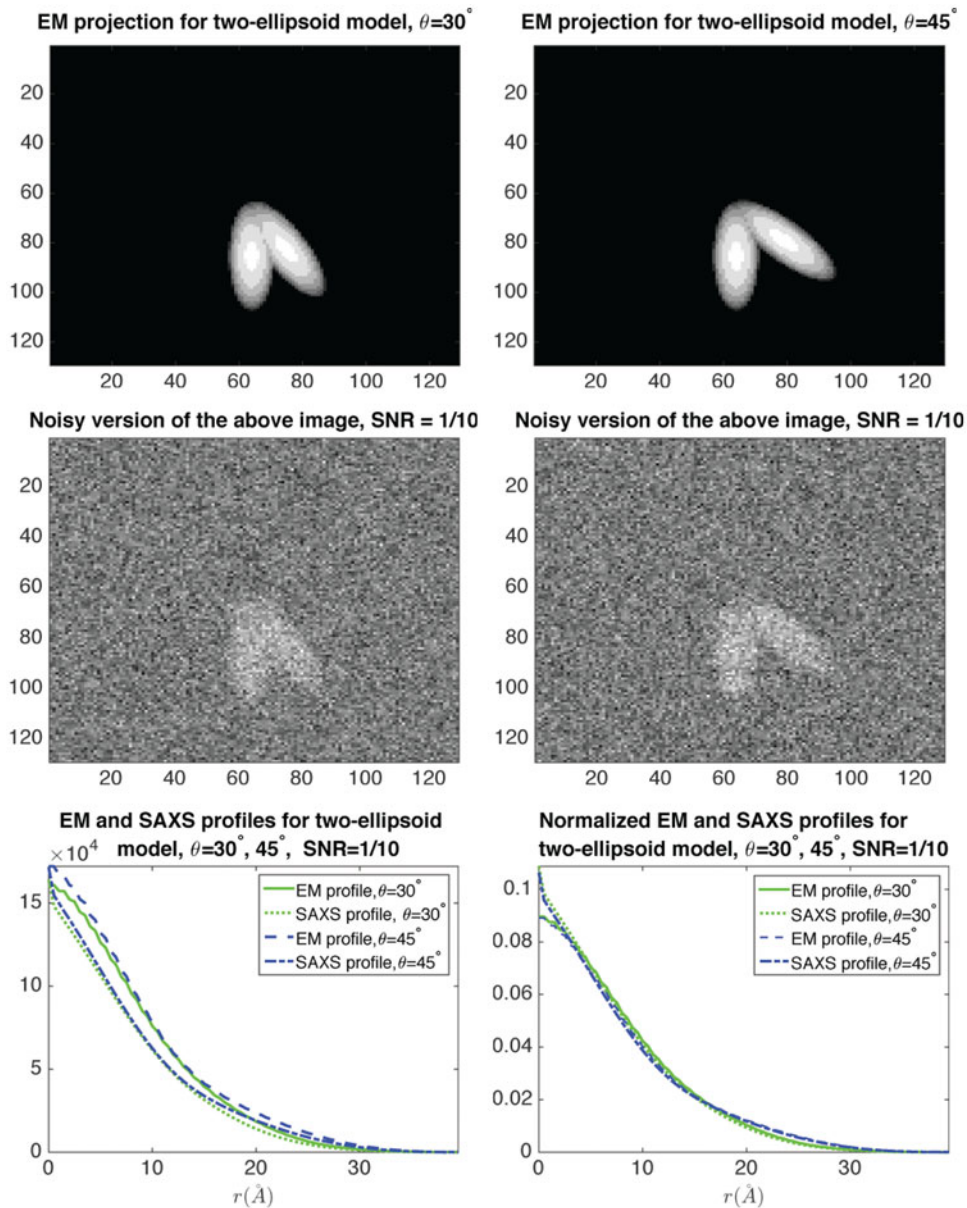 EM projection for two-ellipsoid model, θ=30°
20
40
60
80
100
120
20 40 60 80 100 120
EM projection for two-ellipsoid model, θ=45°
20
40
60
80
100
120
20 40 60 80 100 120
Noisy version of the above image, SNR = 1/10
20
40
60
80
100
120
20 40 60 80 100 120
Noisy version of the above image, SNR = 1/10
20
40
60
80
100
120
20 40 60 80 100 120
EM and SAXS profiles for two-ellipsoid
model, θ=30°, 45°, SNR=1/10
×10⁴
15
10
5
0
EM profile,θ=30°
SAXS profile, θ=30°
EM profile,θ=45°
SAXS profile,θ=45°
0 10 20 30
r(Å)
Normalized EM and SAXS profiles for
two-ellipsoid model, θ=30°, 45°, SNR=1/10
0.1
0.08
0.06
0.04
0.02
0
EM profile,θ=30°
SAXS profile,θ=30°
EM profile,θ=45°
SAXS profile,θ=45°
0 10 20 30
r(Å)